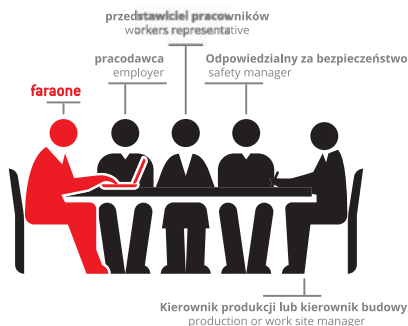 przedstawiciel pracowników
workers representative
pracodawca
employer
Odpowiedzialny za bezpieczeństwo
safety manager
faraone
Kierownik produkcji lub kierownik budowy
production or work site manager